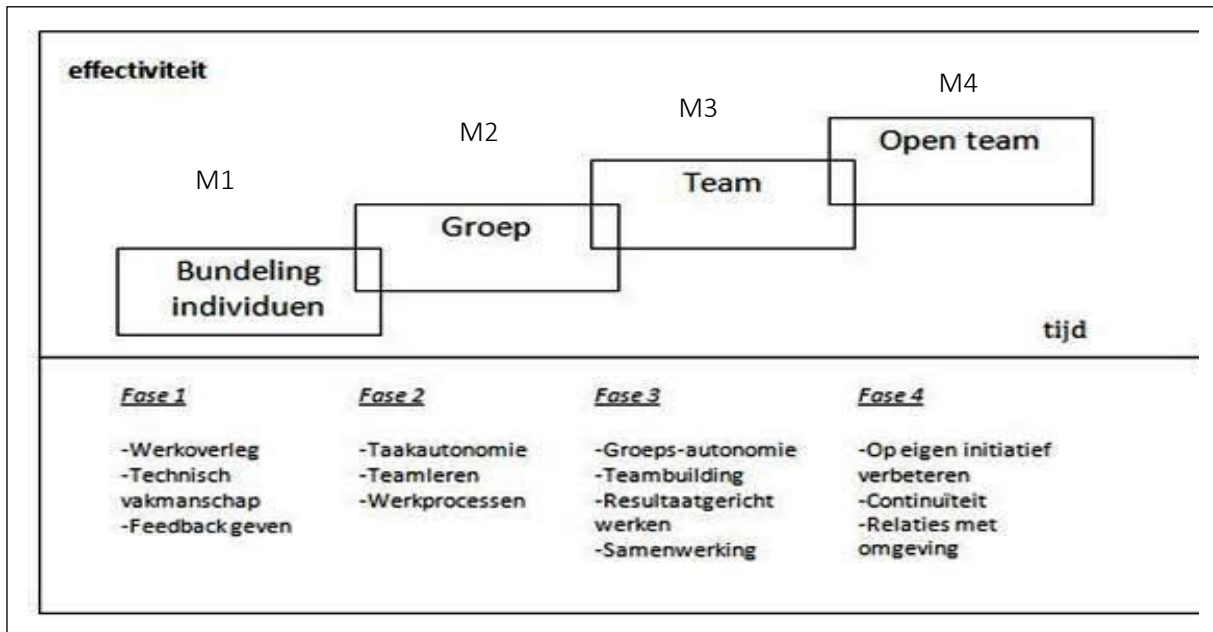 effectiviteit
M1
M2
M3
M4
Bundeling
individuen
Groep
Team
Open team
tijd
Fase 1
-Werkoverleg
-Technisch
vakmanschap
-Feedback geven
Fase 2
-Taakautonomie
-Teamleren
-Werkprocessen
Fase 3
-Groeps-autonomie
-Teambuilding
-Resultaatgericht
werken
-Samenwerking
Fase 4
-Op eigen initiatief
verbeteren
-Continuïteit
-Relaties met
omgeving